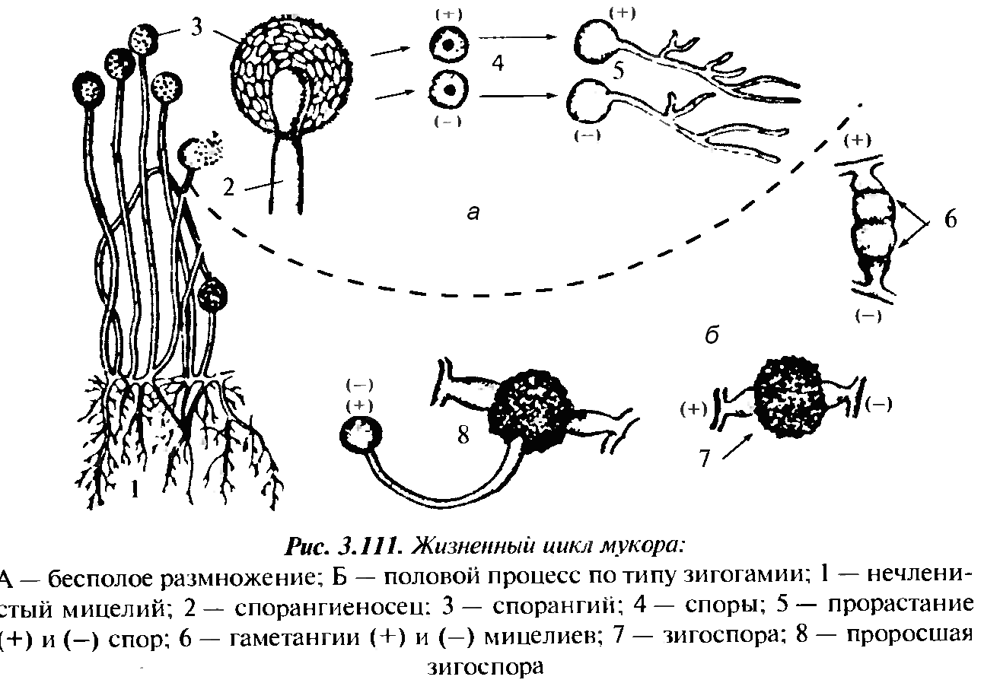 3
(+)
(+)
4
5
(−)
(−)
(+)
2
а
6
(−)
б
(−)
(+)
8
(+)
(−)
7
1
Рис. 3.111. Жизненный цикл мукора:
А — бесполое размножение; Б — половой процесс по типу зигогамии; 1 — нечлени-
стый мицелий; 2 — спорангиеносец: 3 — спорангий; 4 — споры; 5 — прорастание
(+) и (−) спор; 6 — гаметангии (+) и (−) мицелиев; 7 — зигоспора; 8 — проросшая
зигоспора